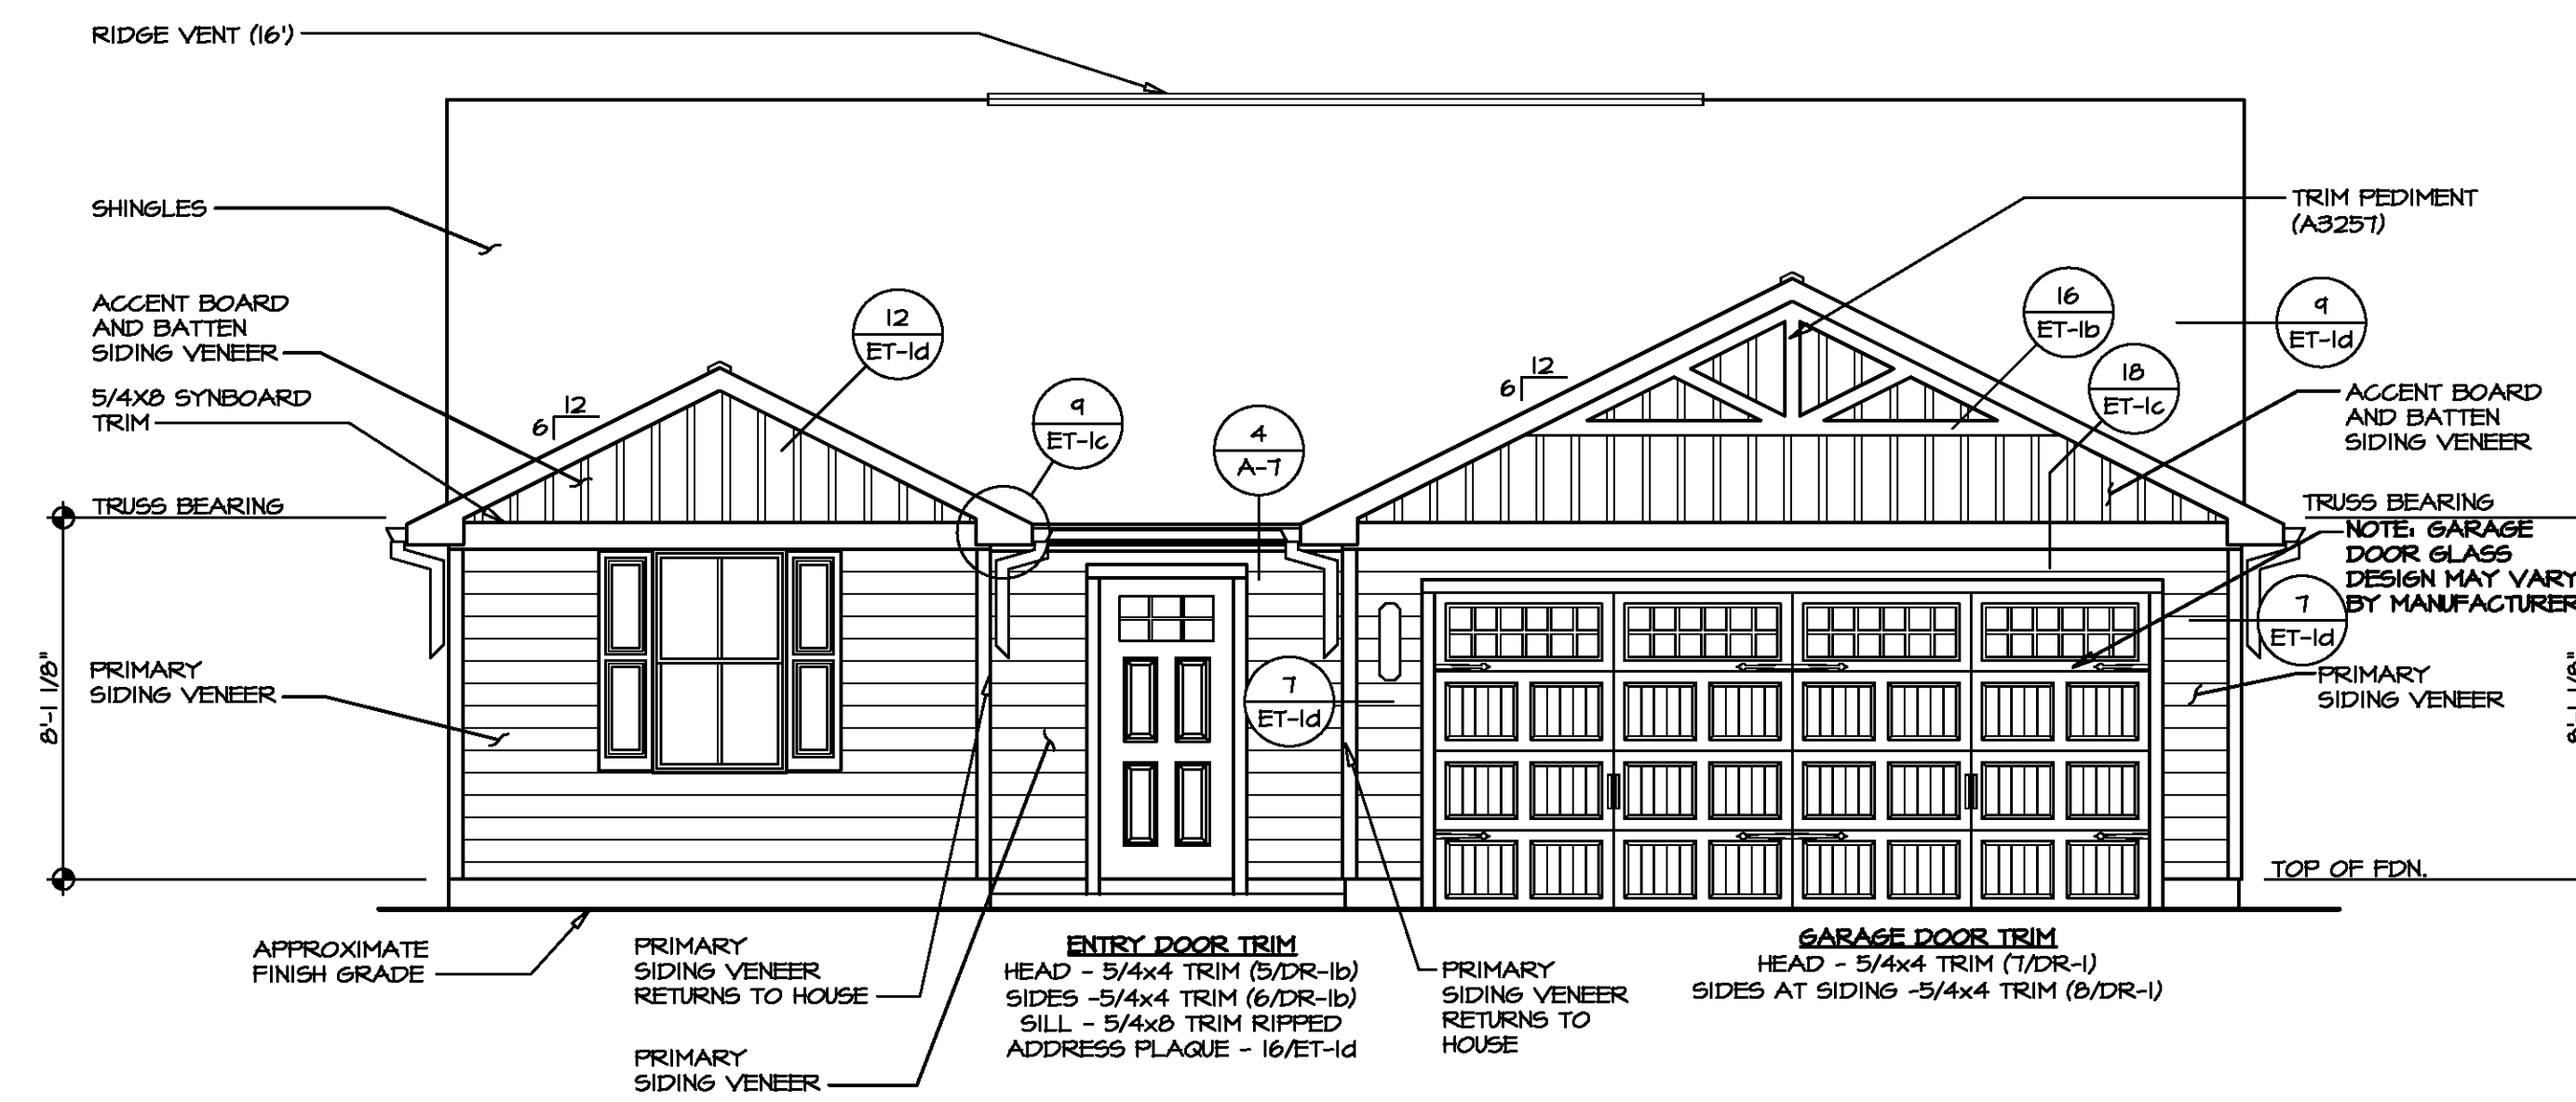 RIDGE VENT (16')
SHINGLES
TRIM PEDIMENT
(A3257)
ACCENT BOARD
AND BATTEN
SIDING VENEER
5/4X8 SYNBOARD
TRIM
12
ET-1d
9
ET-1c
4
A-7
16
ET-1b
18
ET-1c
9
ET-1d
12
6
12
6
ACCENT BOARD
AND BATTEN
SIDING VENEER
TRUSS BEARING
TRUSS BEARING
NOTE: GARAGE
DOOR GLASS
DESIGN MAY VARY
BY MANUFACTURER
7
ET-1d
7
ET-1d
8'-1 1/8"
8'-1 1/8"
PRIMARY
SIDING VENEER
PRIMARY
SIDING VENEER
TOP OF FDN.
APPROXIMATE
FINISH GRADE
PRIMARY
SIDING VENEER
RETURNS TO HOUSE
PRIMARY
SIDING VENEER
ENTRY DOOR TRIM
HEAD - 5/4x4 TRIM (5/DR-1b)
SIDES -5/4x4 TRIM (6/DR-1b)
SILL - 5/4x8 TRIM RIPPED
ADDRESS PLAQUE - 16/ET-1d
PRIMARY
SIDING VENEER
RETURNS TO
HOUSE
GARAGE DOOR TRIM
HEAD - 5/4x4 TRIM (7/DR-1)
SIDES AT SIDING -5/4x4 TRIM (8/DR-1)